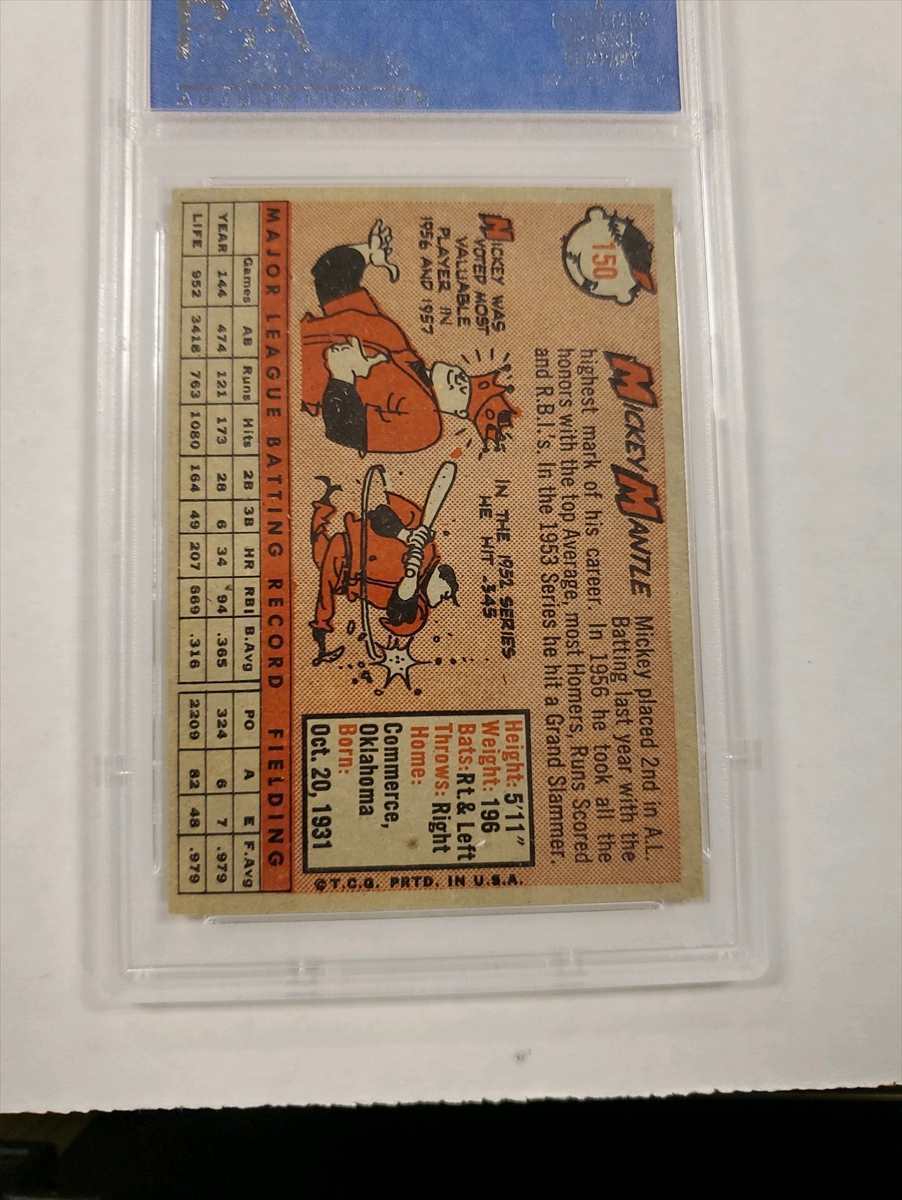 150
MICKEY MANTLE
Mickey placed 2nd in A.L.
Batting last year with the
highest mark of his career. In 1956 he took all the
honors with the top Average, most Homers, Runs Scored
and R.B.I.'s. In the 1953 Series he hit a Grand Slammer.
MICKEY WAS
VOTED MOST
VALUABLE
PLAYER IN
1956 AND 1957
IN THE 1952 SERIES
HE HIT .345
Height: 5'11"
Weight: 196
Bats: Rt. & Left
Throws: Right
Home:
Commerce,
Oklahoma
Born:
Oct. 20, 1931
©T.C.G. PRTD. IN U.S.A.
MAJOR LEAGUE BATTING RECORD FIELDING
Games AB Runs Hits 2B 3B HR RBI B.Avg PO A E F.Avg
YEAR 144 474 121 173 28 6 34 94 .365 324 6 7 .979
LIFE 952 3418 763 1080 164 49 207 669 .316 2209 82 48 .979